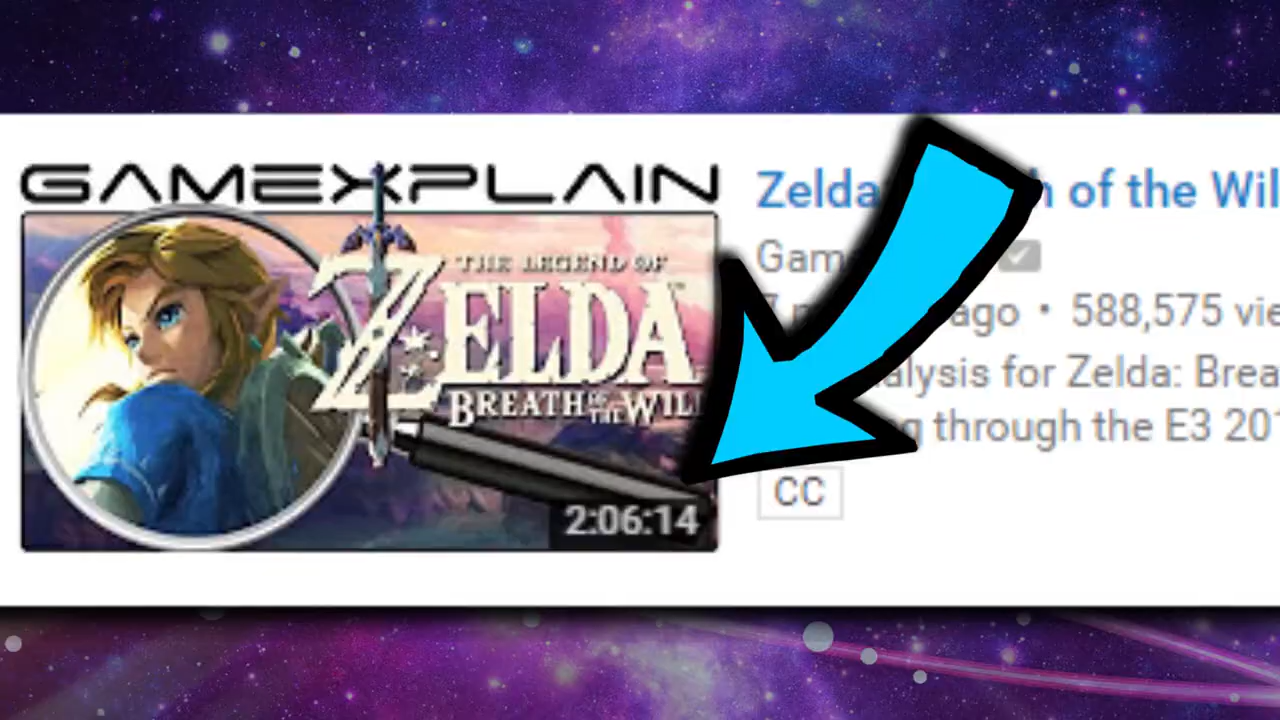 GAMEXPLAIN
THE LEGEND OF
ZELDA
BREATH OF THE WILD
2:06:14
Zelda h of the Wil
Gam
ago • 588,575 vie
alysis for Zelda: Brea
g through the E3 201
CC